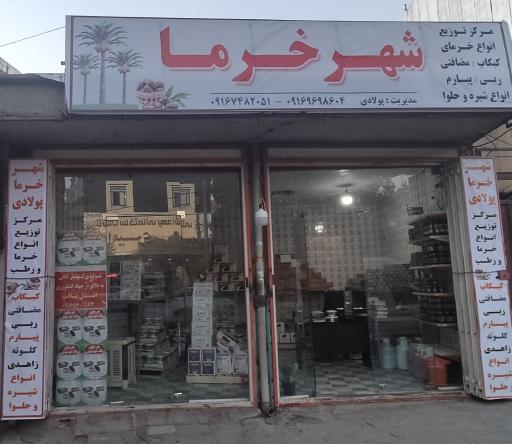 شهر خرما
مرکز توزیع
انواع خرمای
کبکاب / مضافتی
ربی / پیارم
انواع شیره و حلوا
مدیریت : پولادی ۰۹۱۶۹۶۹۸۶۰۴ - ۰۹۱۶۷۴۸۲۰۵۱
شهر
خرما
پولادی
مرکز
توزیع
انواع
خرما
و رطب
کبکاب
مضافتی
ربی
پیارم
کلوته
زاهدی
انواع
شیره
و حلوا
شهر
خرما
پولادی
مرکز
توزیع
انواع
خرما
و رطب
کبکاب
مضافتی
ربی
پیارم
کلوته
زاهدی
انواع
شیره
و حلوا